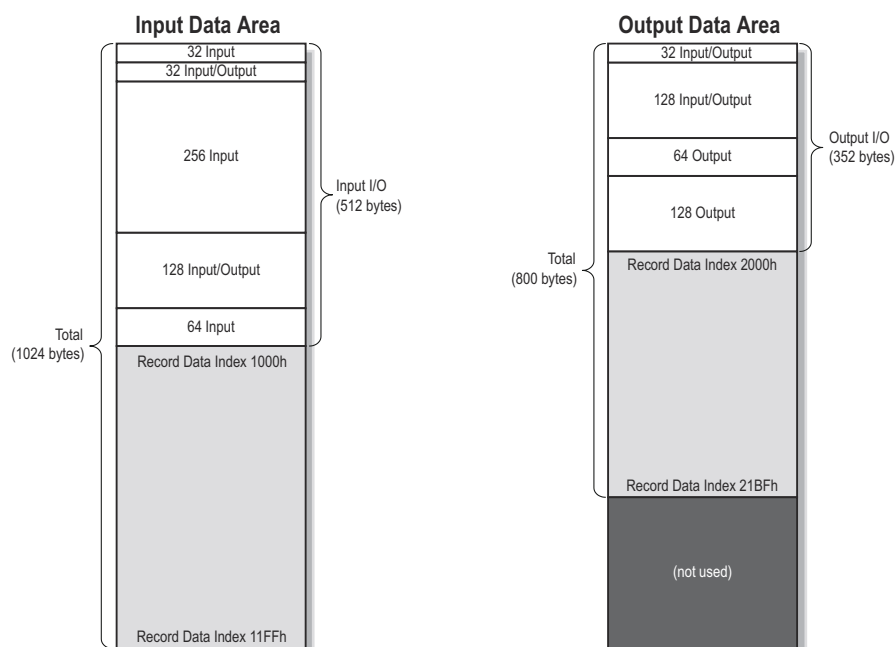 Input Data Area
32 Input
32 Input/Output
256 Input
Input I/O
(512 bytes)
128 Input/Output
64 Input
Total
(1024 bytes)
Record Data Index 1000h
Record Data Index 11FFh
Output Data Area
32 Input/Output
128 Input/Output
Output I/O
(352 bytes)
64 Output
128 Output
Total
(800 bytes)
Record Data Index 2000h
Record Data Index 21BFh
(not used)